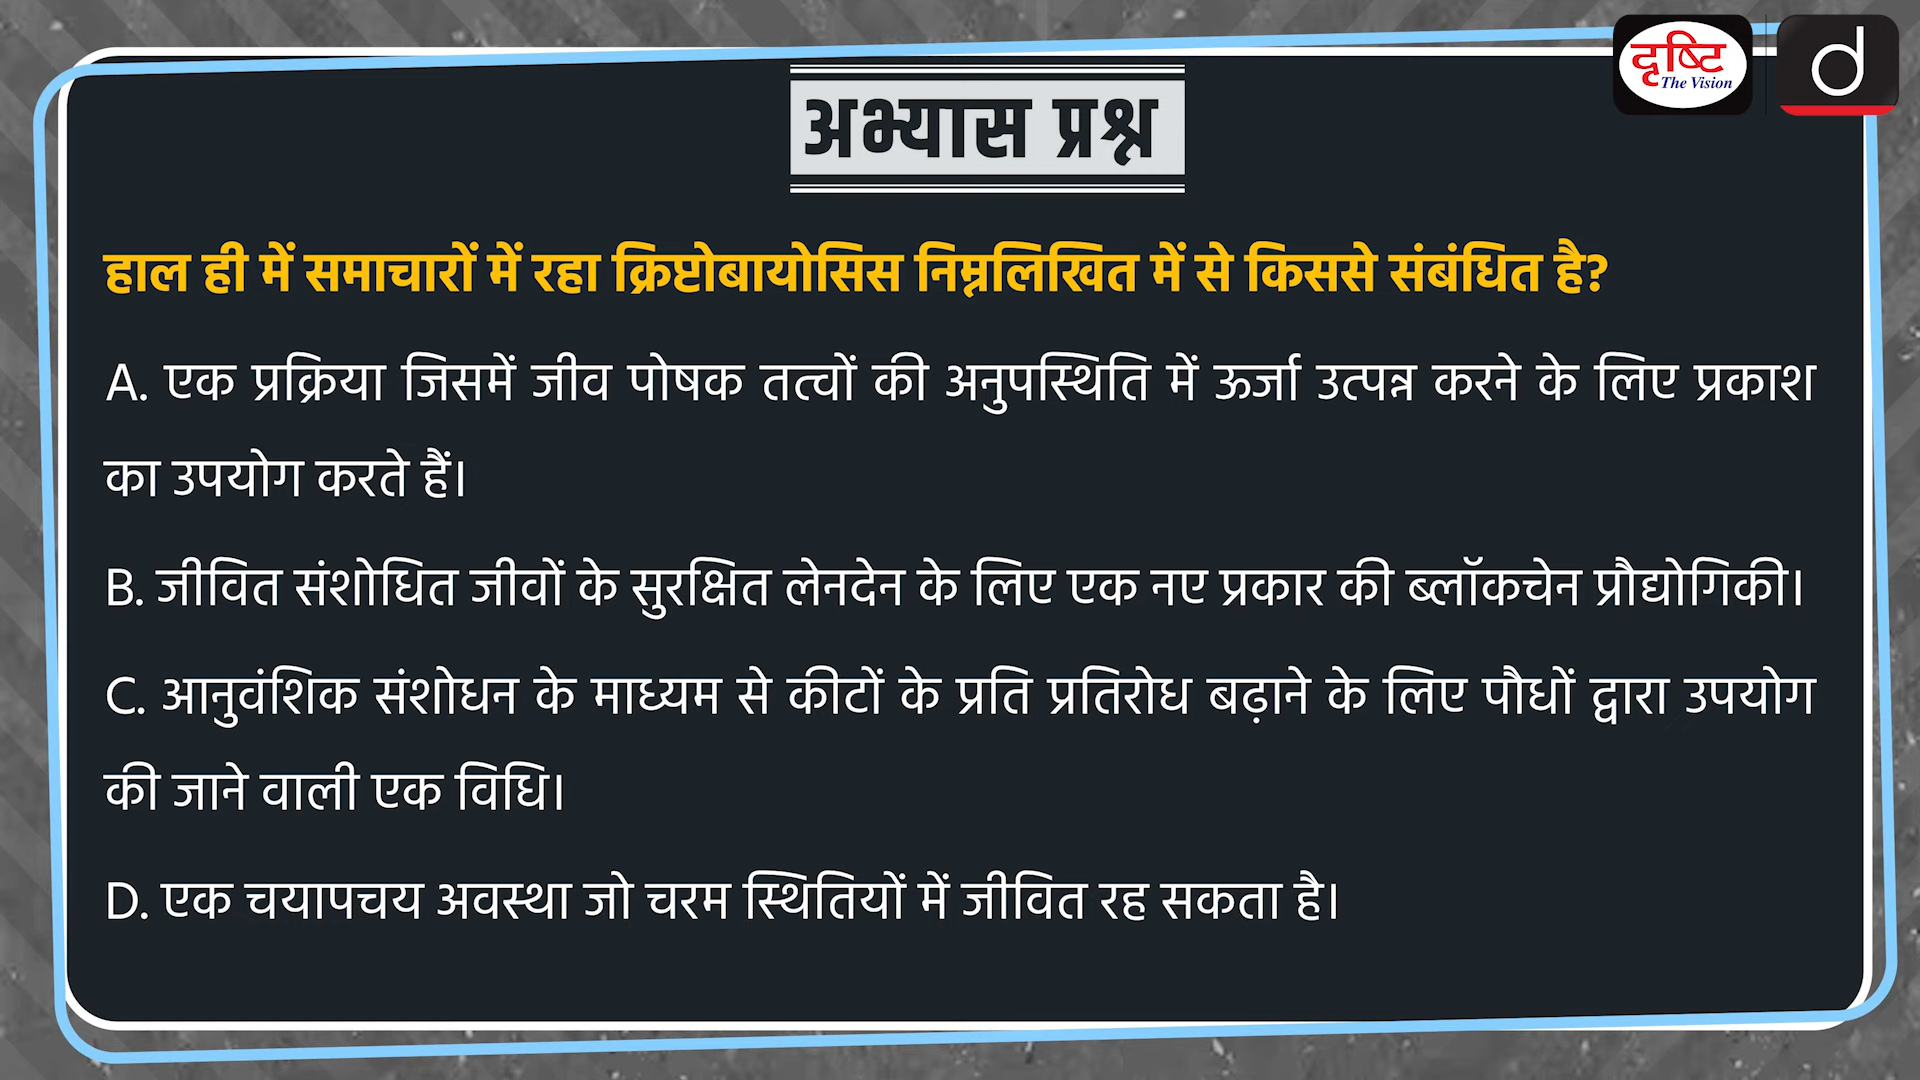 दृष्टि
The Vision
d
अभ्यास प्रश्न
हाल ही में समाचारों में रहा क्रिप्टोबायोसिस निम्नलिखित में से किससे संबंधित है?
A. एक प्रक्रिया जिसमें जीव पोषक तत्वों की अनुपस्थिति में ऊर्जा उत्पन्न करने के लिए प्रकाश
का उपयोग करते हैं।
B. जीवित संशोधित जीवों के सुरक्षित लेनदेन के लिए एक नए प्रकार की ब्लॉकचेन प्रौद्योगिकी।
C. आनुवंशिक संशोधन के माध्यम से कीटों के प्रति प्रतिरोध बढ़ाने के लिए पौधों द्वारा उपयोग
की जाने वाली एक विधि।
D. एक चयापचय अवस्था जो चरम स्थितियों में जीवित रह सकता है।